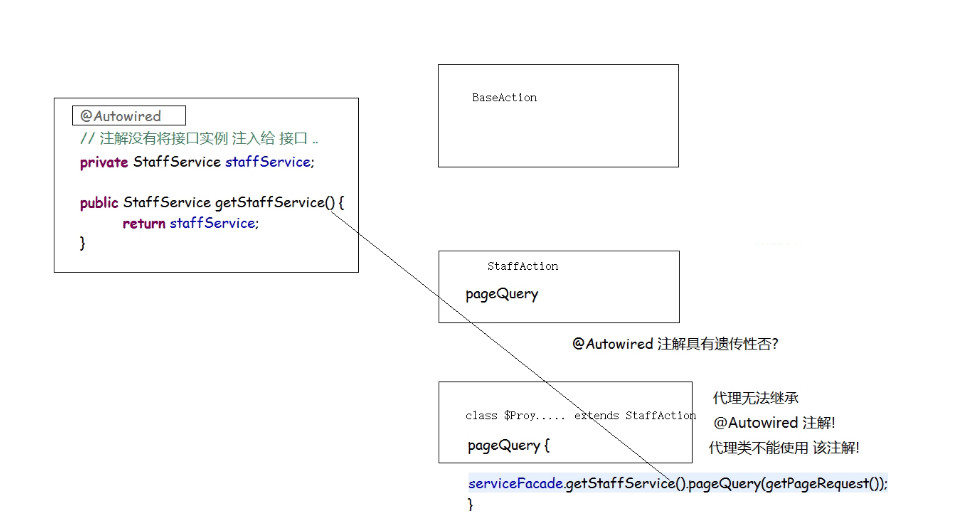 @Autowired
// 注解没有将接口实例 注入给 接口 ..
private StaffService staffService;
public StaffService getStaffService() {
return staffService;
}
BaseAction
StaffAction
pageQuery
@Autowired 注解具有遗传性否?
class $Proy..... extends StaffAction
pageQuery {
代理无法继承
@Autowired 注解!
代理类不能使用 该注解!
serviceFacade.getStaffService().pageQuery(getPageRequest());
}